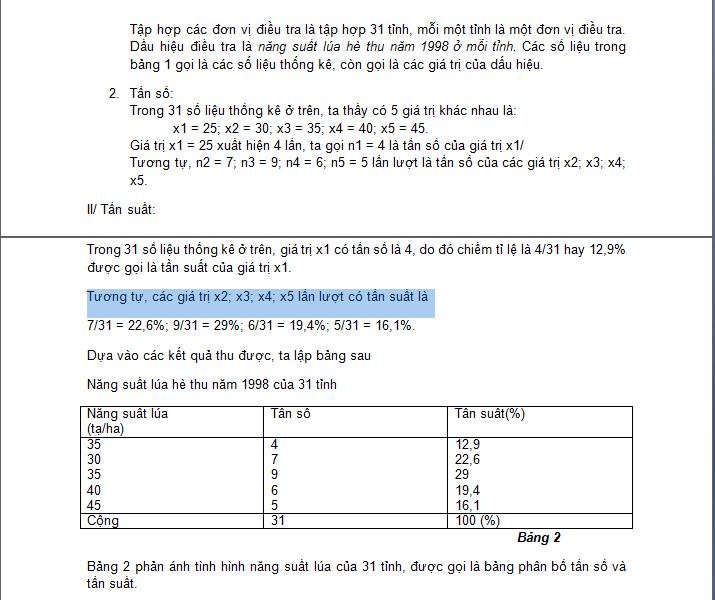 Tập hợp các đơn vị điều tra là tập hợp 31 tỉnh, mỗi một tỉnh là một đơn vị điều tra.
Dấu hiệu điều tra là năng suất lúa hè thu năm 1998 ở mỗi tỉnh. Các số liệu trong
bảng 1 gọi là các số liệu thống kê, còn gọi là các giá trị của dấu hiệu.
2. Tần số:
Trong 31 số liệu thống kê ở trên, ta thấy có 5 giá trị khác nhau là:
x1 = 25; x2 = 30; x3 = 35; x4 = 40; x5 = 45.
Giá trị x1 = 25 xuất hiện 4 lần, ta gọi n1 = 4 là tần số của giá trị x1/
Tương tự, n2 = 7; n3 = 9; n4 = 6; n5 = 5 lần lượt là tần số của các giá trị x2; x3; x4;
x5.
II/ Tần suất:
Trong 31 số liệu thống kê ở trên, giá trị x1 có tần số là 4, do đó chiếm tỉ lệ là 4/31 hay 12,9%
được gọi là tần suất của giá trị x1.
Tương tự, các giá trị x2; x3; x4; x5 lần lượt có tần suất là
7/31 = 22,6%; 9/31 = 29%; 6/31 = 19,4%; 5/31 = 16,1%.
Dựa vào các kết quả thu được, ta lập bảng sau
Năng suất lúa hè thu năm 1998 của 31 tỉnh
Năng suất lúa Tần số Tần suất(%)
(tạ/ha)
35 4 12,9
30 7 22,6
35 9 29
40 6 19,4
45 5 16,1
Cộng 31 100 (%)
Bảng 2
Bảng 2 phản ánh tình hình năng suất lúa của 31 tỉnh, được gọi là bảng phân bố tần số và
tần suất.